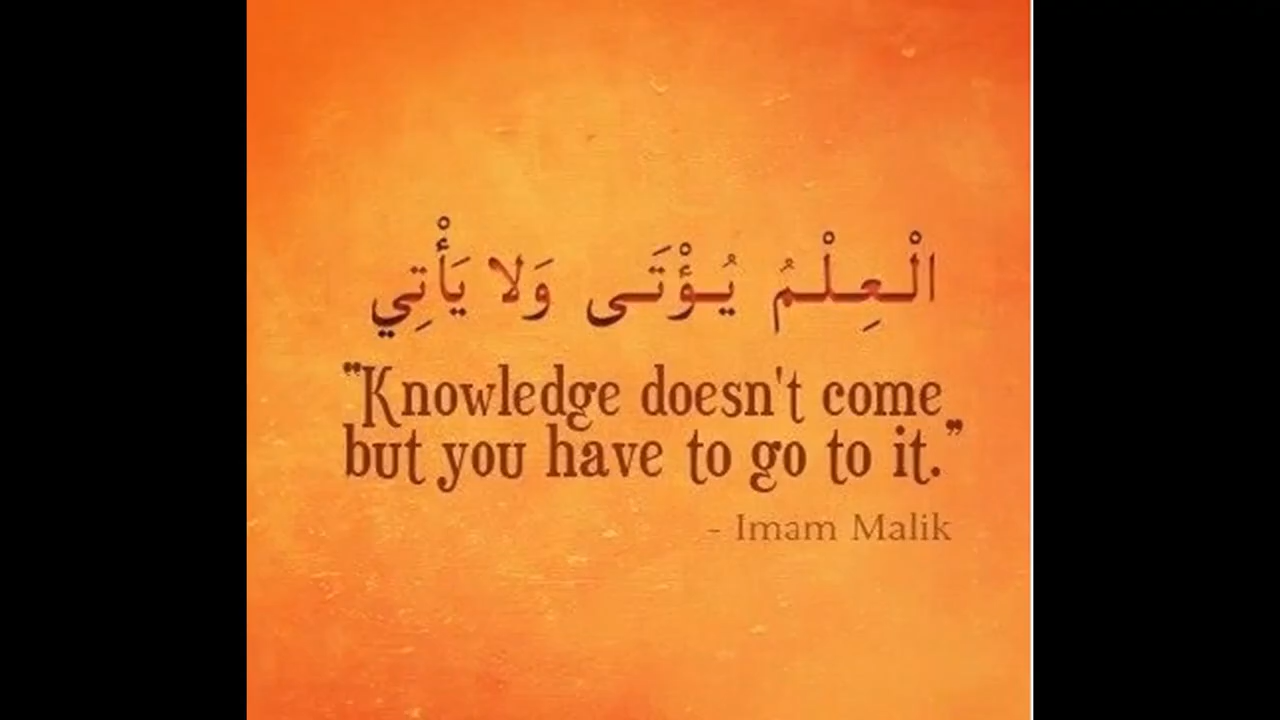 الْعِلْمُ يُؤْتَى وَلا يَأْتِي
"Knowledge doesn't come
but you have to go to it."
- Imam Malik